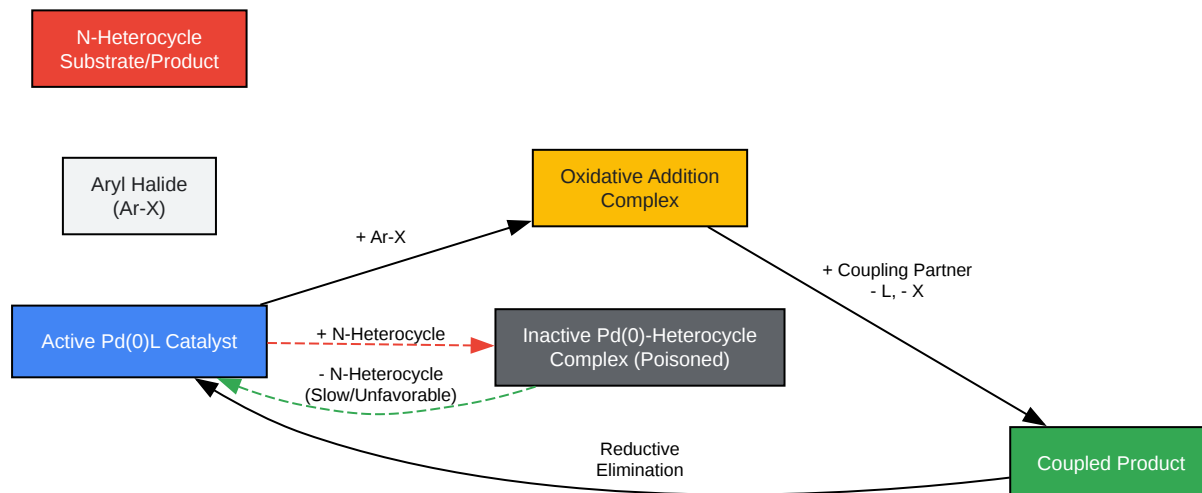 N-Heterocycle
Substrate/Product
Aryl Halide
(Ar-X)
Oxidative Addition
Complex
+ Ar-X
+ Coupling Partner
- L, - X
Active Pd(0)L Catalyst
+ N-Heterocycle
Inactive Pd(0)-Heterocycle
Complex (Poisoned)
- N-Heterocycle
(Slow/Unfavorable)
Reductive
Elimination
Coupled Product